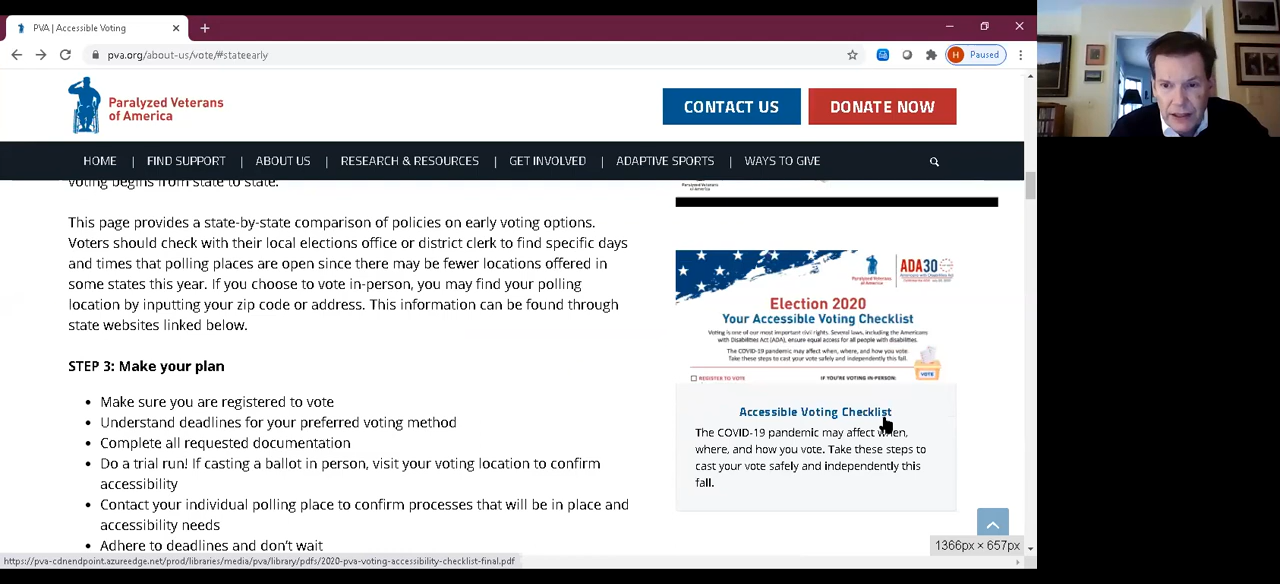 PVA | Accessible Voting
pva.org/about-us/vote/#stateearly
H Paused
Paralyzed Veterans
of America
CONTACT US
DONATE NOW
HOME | FIND SUPPORT | ABOUT US | RESEARCH & RESOURCES | GET INVOLVED | ADAPTIVE SPORTS | WAYS TO GIVE
voting begins from state to state.
This page provides a state-by-state comparison of policies on early voting options.
Voters should check with their local elections office or district clerk to find specific days
and times that polling places are open since there may be fewer locations offered in
some states this year. If you choose to vote in-person, you may find your polling
location by inputting your zip code or address. This information can be found through
state websites linked below.
STEP 3: Make your plan
• Make sure you are registered to vote
• Understand deadlines for your preferred voting method
• Complete all requested documentation
• Do a trial run! If casting a ballot in person, visit your voting location to confirm
accessibility
• Contact your individual polling place to confirm processes that will be in place and
accessibility needs
• Adhere to deadlines and don't wait
Paralyzed Veterans
of America
ADA30
Election 2020
Your Accessible Voting Checklist
Voting is one of our most important civil rights. Several laws, including the Americans
with Disabilities Act (ADA), ensure equal access for all people with disabilities.
The COVID-19 pandemic may affect when, where, and how you vote.
Take these steps to cast your vote safely and independently this fall.
REGISTER TO VOTE
IF YOU'RE VOTING IN-PERSON:
VOTE
Accessible Voting Checklist
The COVID-19 pandemic may affect when,
where, and how you vote. Take these steps to
cast your vote safely and independently this
fall.
1366px × 657px
https://pva-cdnendpoint.azureedge.net/prod/libraries/media/pva/library/pdfs/2020-pva-voting-accessibility-checklist-final.pdf